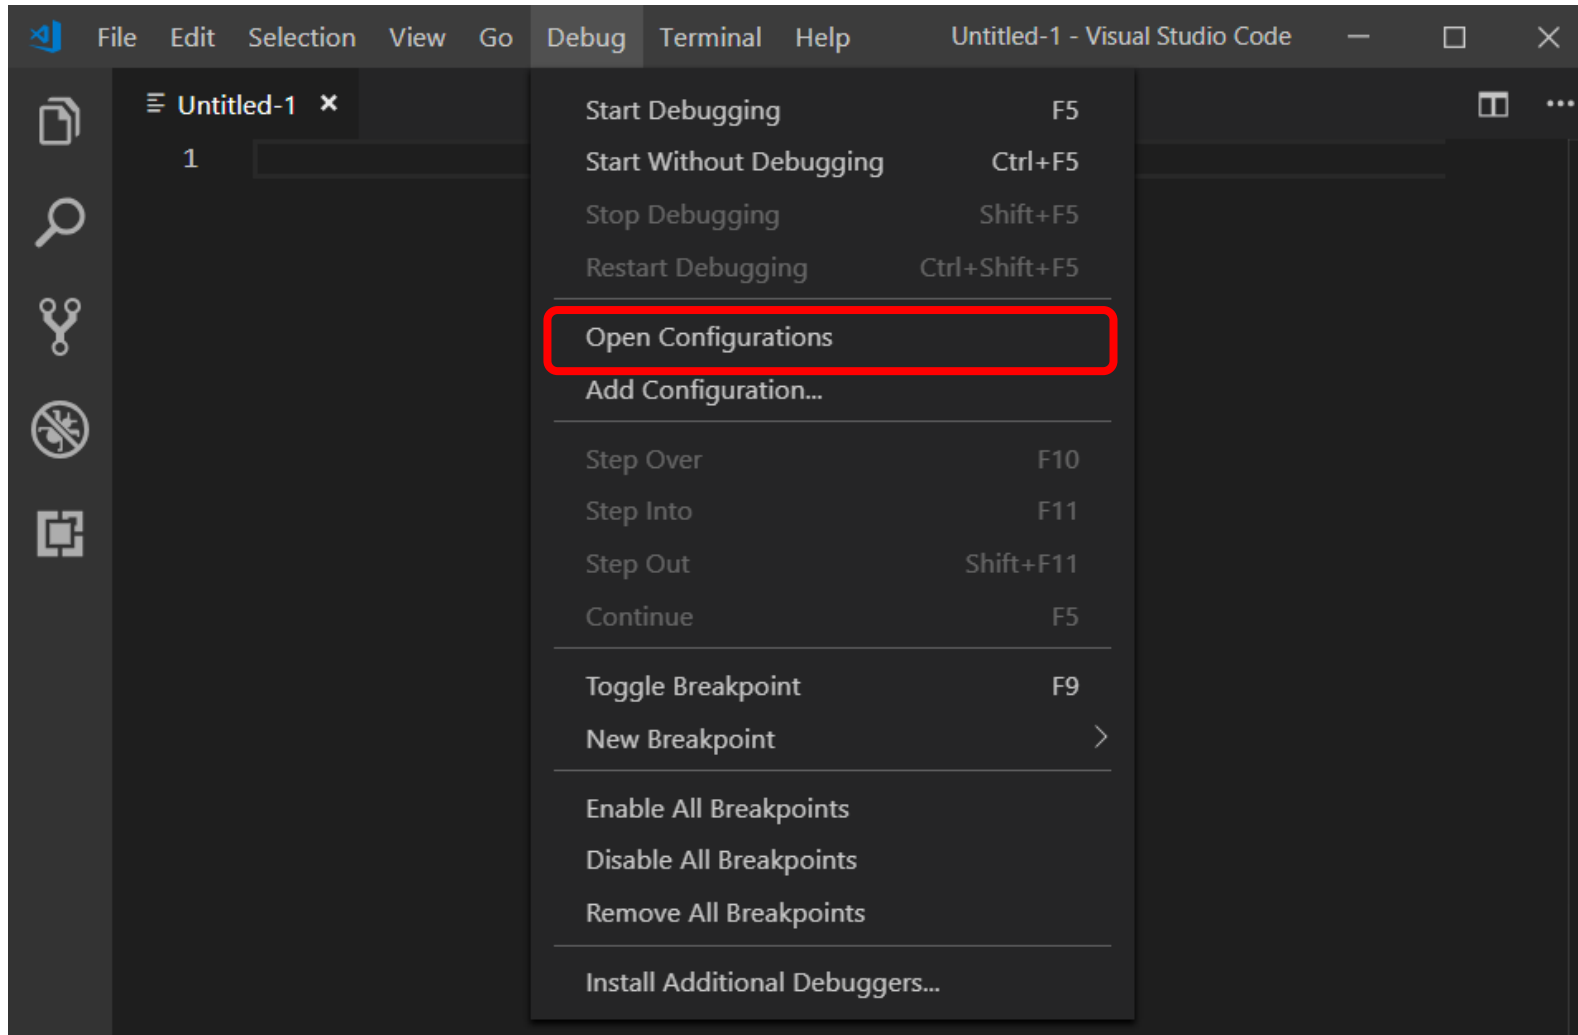 File Edit Selection View Go Debug Terminal Help Untitled-1 - Visual Studio Code
Untitled-1
1
Start Debugging F5
Start Without Debugging Ctrl+F5
Stop Debugging Shift+F5
Restart Debugging Ctrl+Shift+F5
Open Configurations
Add Configuration...
Step Over F10
Step Into F11
Step Out Shift+F11
Continue F5
Toggle Breakpoint F9
New Breakpoint
Enable All Breakpoints
Disable All Breakpoints
Remove All Breakpoints
Install Additional Debuggers...